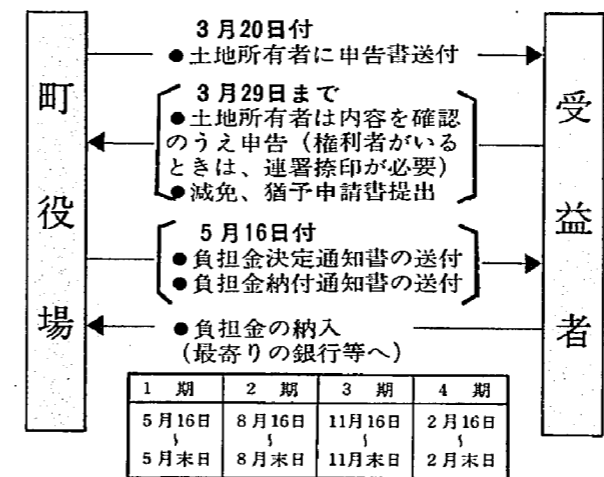 町役場
受益者
3月20日付
●土地所有者に申告書送付
3月29日まで
●土地所有者は内容を確認
のうえ申告（権利者がいる
ときは、連署捺印が必要）
●減免、猶予申請書提出
5月16日付
●負担金決定通知書の送付
●負担金納付通知書の送付
●負担金の納入
(最寄りの銀行等へ)
1 期 2 期 3 期 4 期
5月16日 8月16日 11月16日 2月16日
〜 〜 〜 〜
5月末日 8月末日 11月末日 2月末日